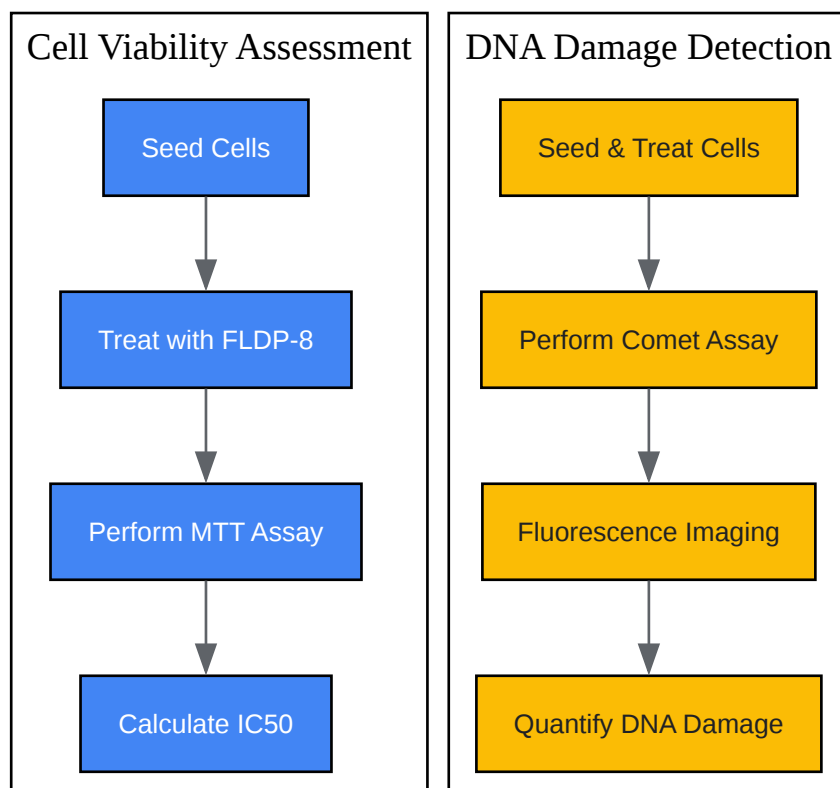 Cell Viability Assessment
Seed Cells
Treat with FLDP-8
Perform MTT Assay
Calculate IC50
DNA Damage Detection
Seed & Treat Cells
Perform Comet Assay
Fluorescence Imaging
Quantify DNA Damage